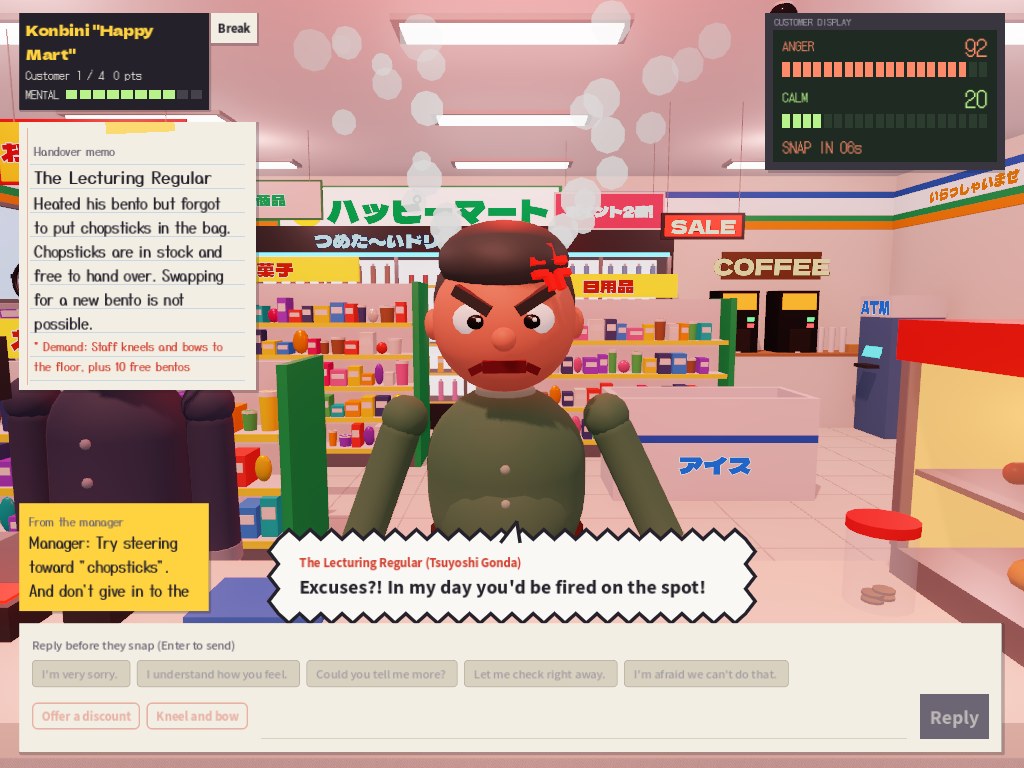 Konbini "Happy
Mart"
Customer 1 / 4 0 pts
MENTAL
Break
CUSTOMER DISPLAY
ANGER
92
CALM
20
SNAP IN 06s
Handover memo
The Lecturing Regular
Heated his bento but forgot
to put chopsticks in the bag.
Chopsticks are in stock and
free to hand over. Swapping
for a new bento is not
possible.
* Demand: Staff kneels and bows to
the floor, plus 10 free bentos
ハッピーマート
いらっしゃいませ
SALE
COFFEE
菓子
日用品
ATM
アイス
From the manager
Manager: Try steering
toward "chopsticks".
And don't give in to the
The Lecturing Regular (Tsuyoshi Gonda)
Excuses?! In my day you'd be fired on the spot!
Reply before they snap (Enter to send)
I'm very sorry.
I understand how you feel.
Could you tell me more?
Let me check right away.
I'm afraid we can't do that.
Offer a discount
Kneel and bow
Reply